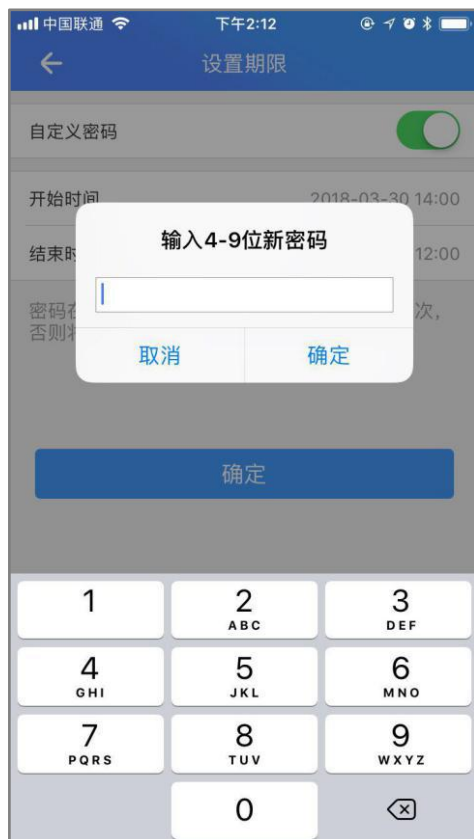 中国联通 下午2:12
设置期限
自定义密码
开始时间 2018-03-30 14:00
结束时 12:00
输入4-9位新密码
密码在 次,
否则将
取消 确定
确定
1 2 3
ABC DEF
4 5 6
GHI JKL MNO
7 8 9
PQRS TUV WXYZ
0